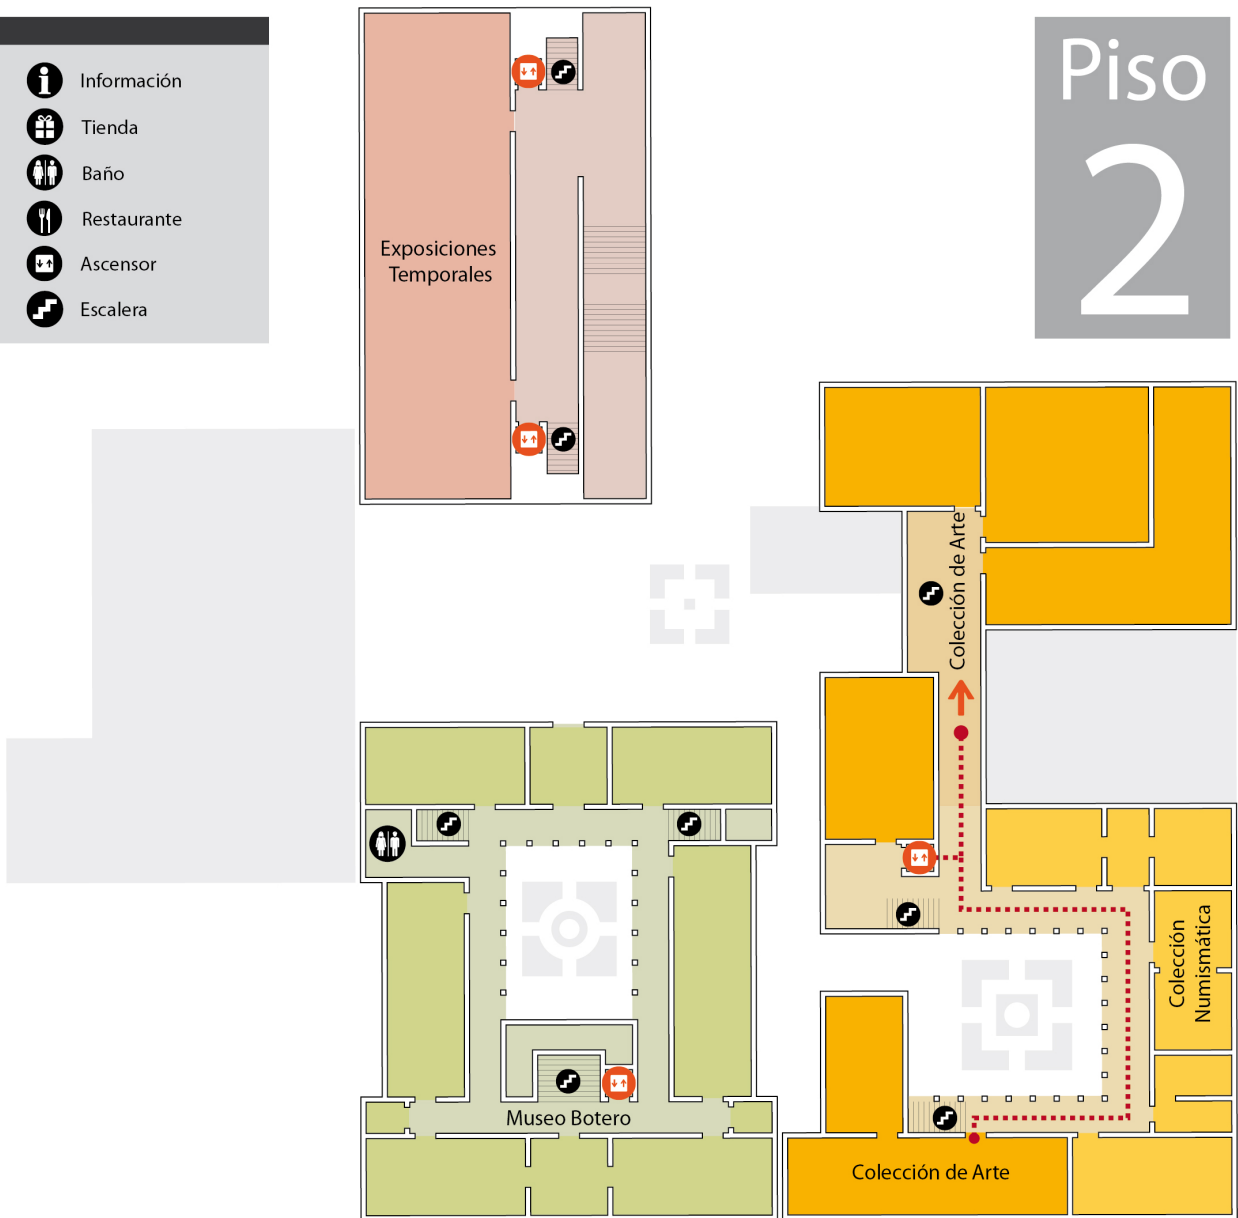 Información
Tienda
Baño
Restaurante
Ascensor
Escalera
Piso
2
Exposiciones
Temporales
Colección de Arte
Colección
Numismática
Museo Botero
Colección de Arte